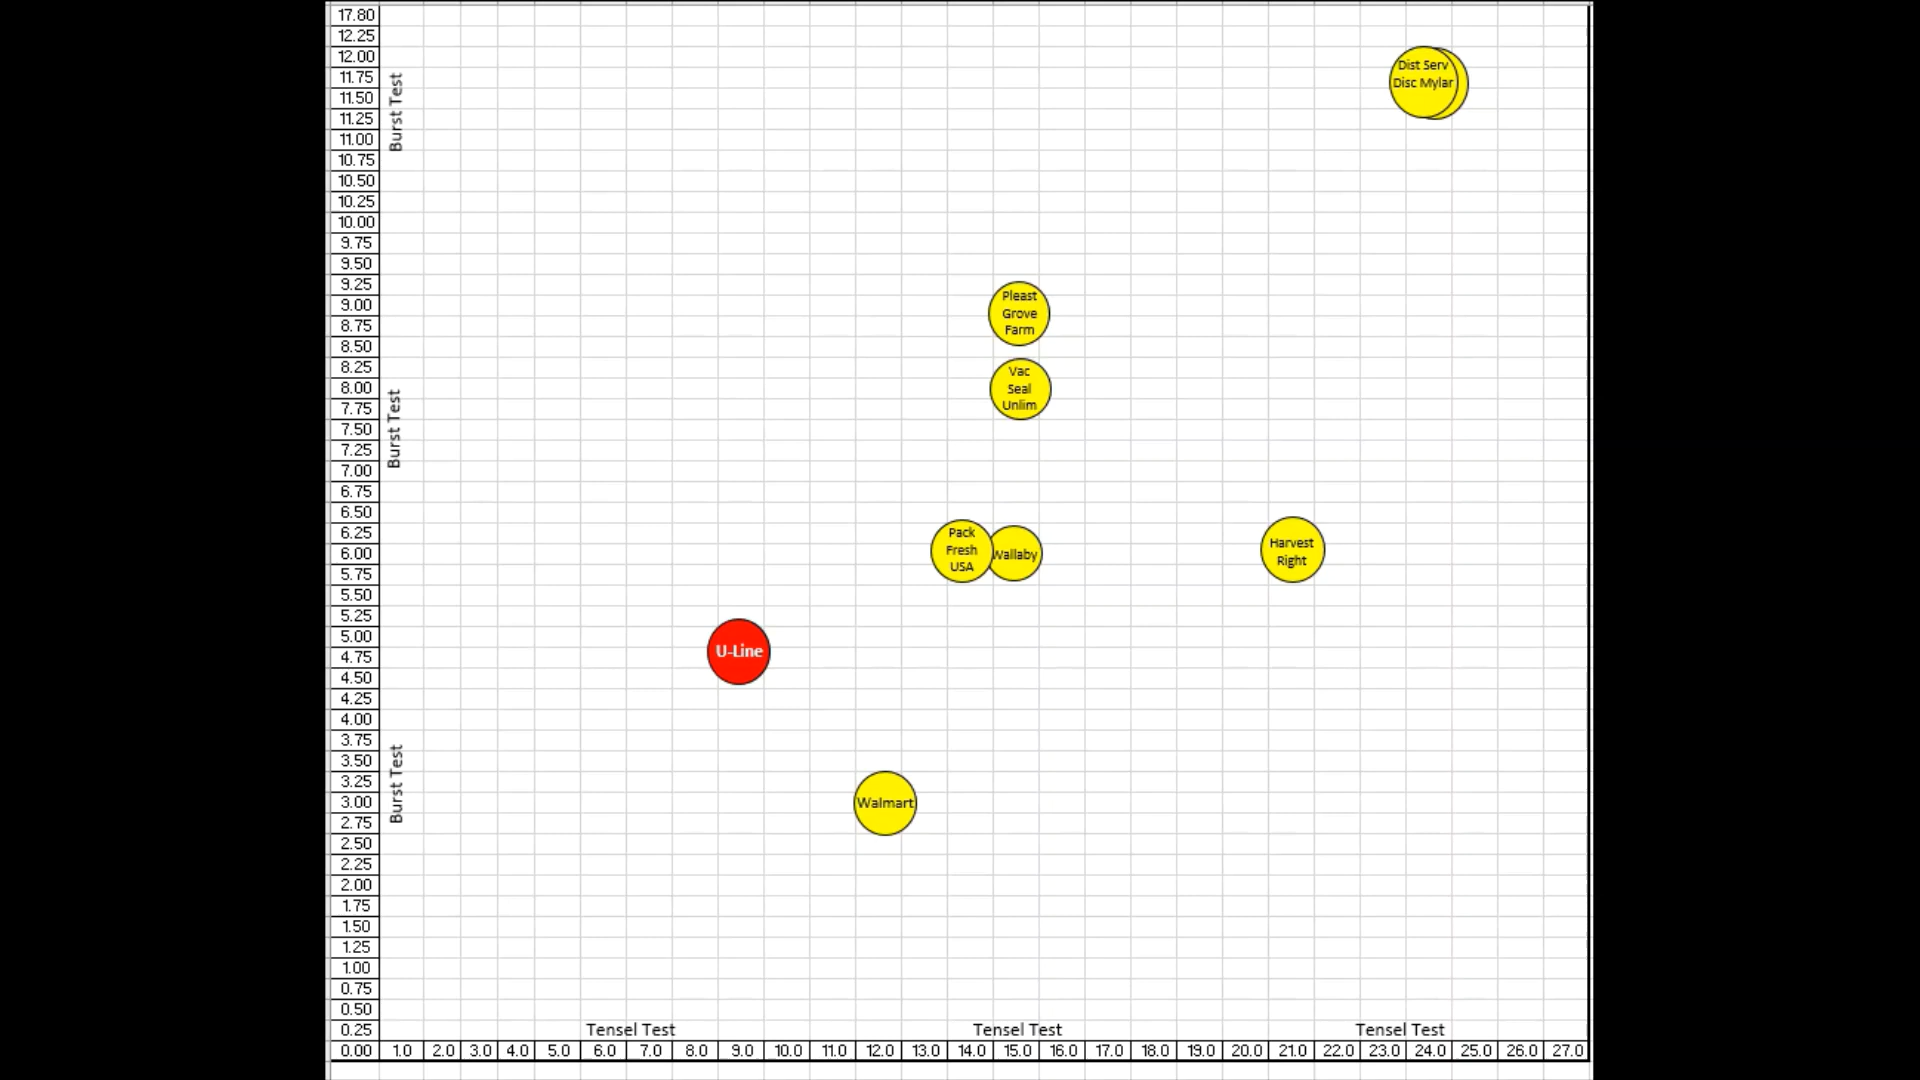 17.80
12.25
12.00
11.75
11.50
11.25
11.00
10.75
10.50
10.25
10.00
9.75
9.50
9.25
9.00
8.75
8.50
8.25
8.00
7.75
7.50
7.25
7.00
6.75
6.50
6.25
6.00
5.75
5.50
5.25
5.00
4.75
4.50
4.25
4.00
3.75
3.50
3.25
3.00
2.75
2.50
2.25
2.00
1.75
1.50
1.25
1.00
0.75
0.50
0.25
0.00
Burst Test
Burst Test
Burst Test
Dist Serv
Disc Mylar
Pleast
Grove
Farm
Vac
Seal
Unlim
Pack
Fresh
USA
Wallaby
Harvest
Right
U-Line
Walmart
Tensel Test Tensel Test Tensel Test
1.0 2.0 3.0 4.0 5.0 6.0 7.0 8.0 9.0 10.0 11.0 12.0 13.0 14.0 15.0 16.0 17.0 18.0 19.0 20.0 21.0 22.0 23.0 24.0 25.0 26.0 27.0